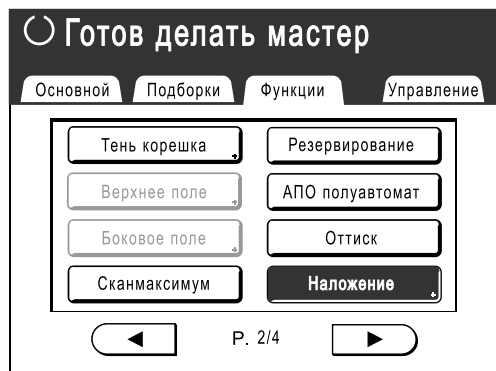 Готов делать мастер
Основной Подборки Функции Управление
Тень корешка Резервирование
Верхнее поле АПО полуавтомат
Боковое поле Оттиск
Сканмаксимум Наложение
P. 2/4